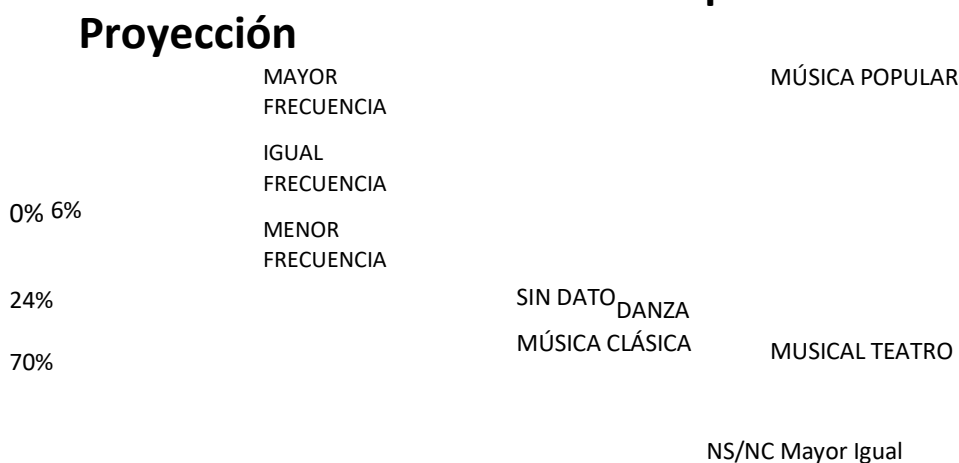 Proyección
MAYOR
FRECUENCIA
IGUAL
FRECUENCIA
MENOR
FRECUENCIA
0% 6%
24%
70%
SIN DATO
DANZA
MÚSICA CLÁSICA
MÚSICA POPULAR
MUSICAL TEATRO
NS/NC Mayor Igual